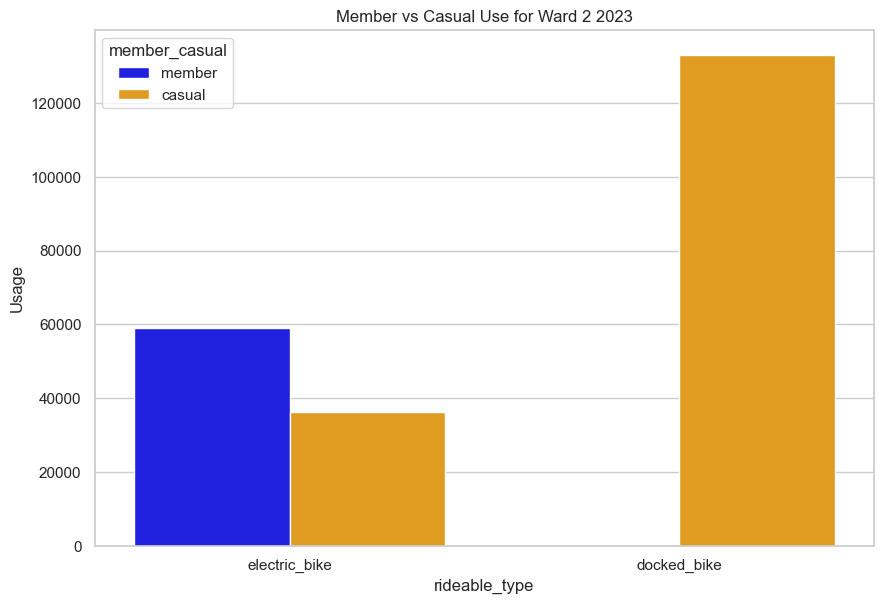 Member vs Casual Use for Ward 2 2023
member_casual
member
casual
120000
100000
80000
60000
40000
20000
0
Usage
electric_bike
docked_bike
rideable_type